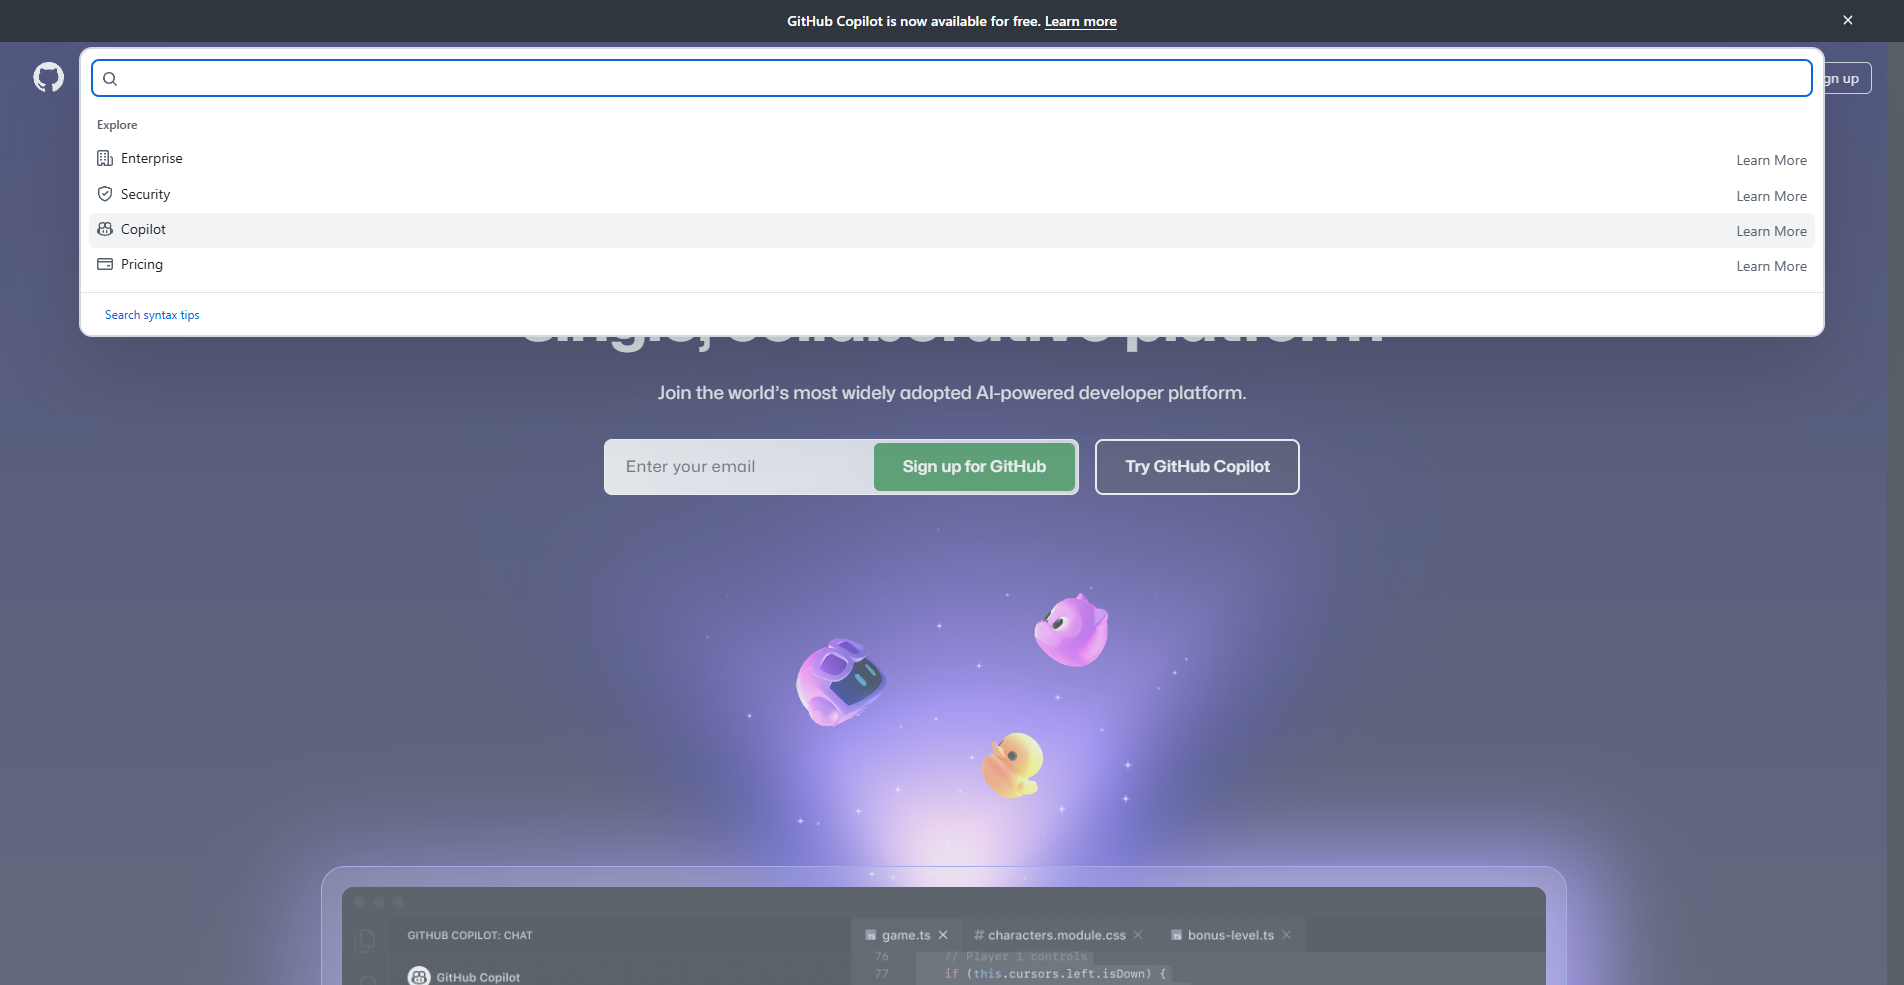 GitHub Copilot is now available for free. Learn more
gn up
Explore
Enterprise Learn More
Security Learn More
Copilot Learn More
Pricing Learn More
Search syntax tips
single, collaborative platform
Join the world's most widely adopted AI-powered developer platform.
Enter your email Sign up for GitHub Try GitHub Copilot
GITHUB COPILOT: CHAT game.ts # characters.module.css bonus-level.ts
76 // Player 1 controls
GitHub Copilot
77 if (this.cursors.left.isDown) {